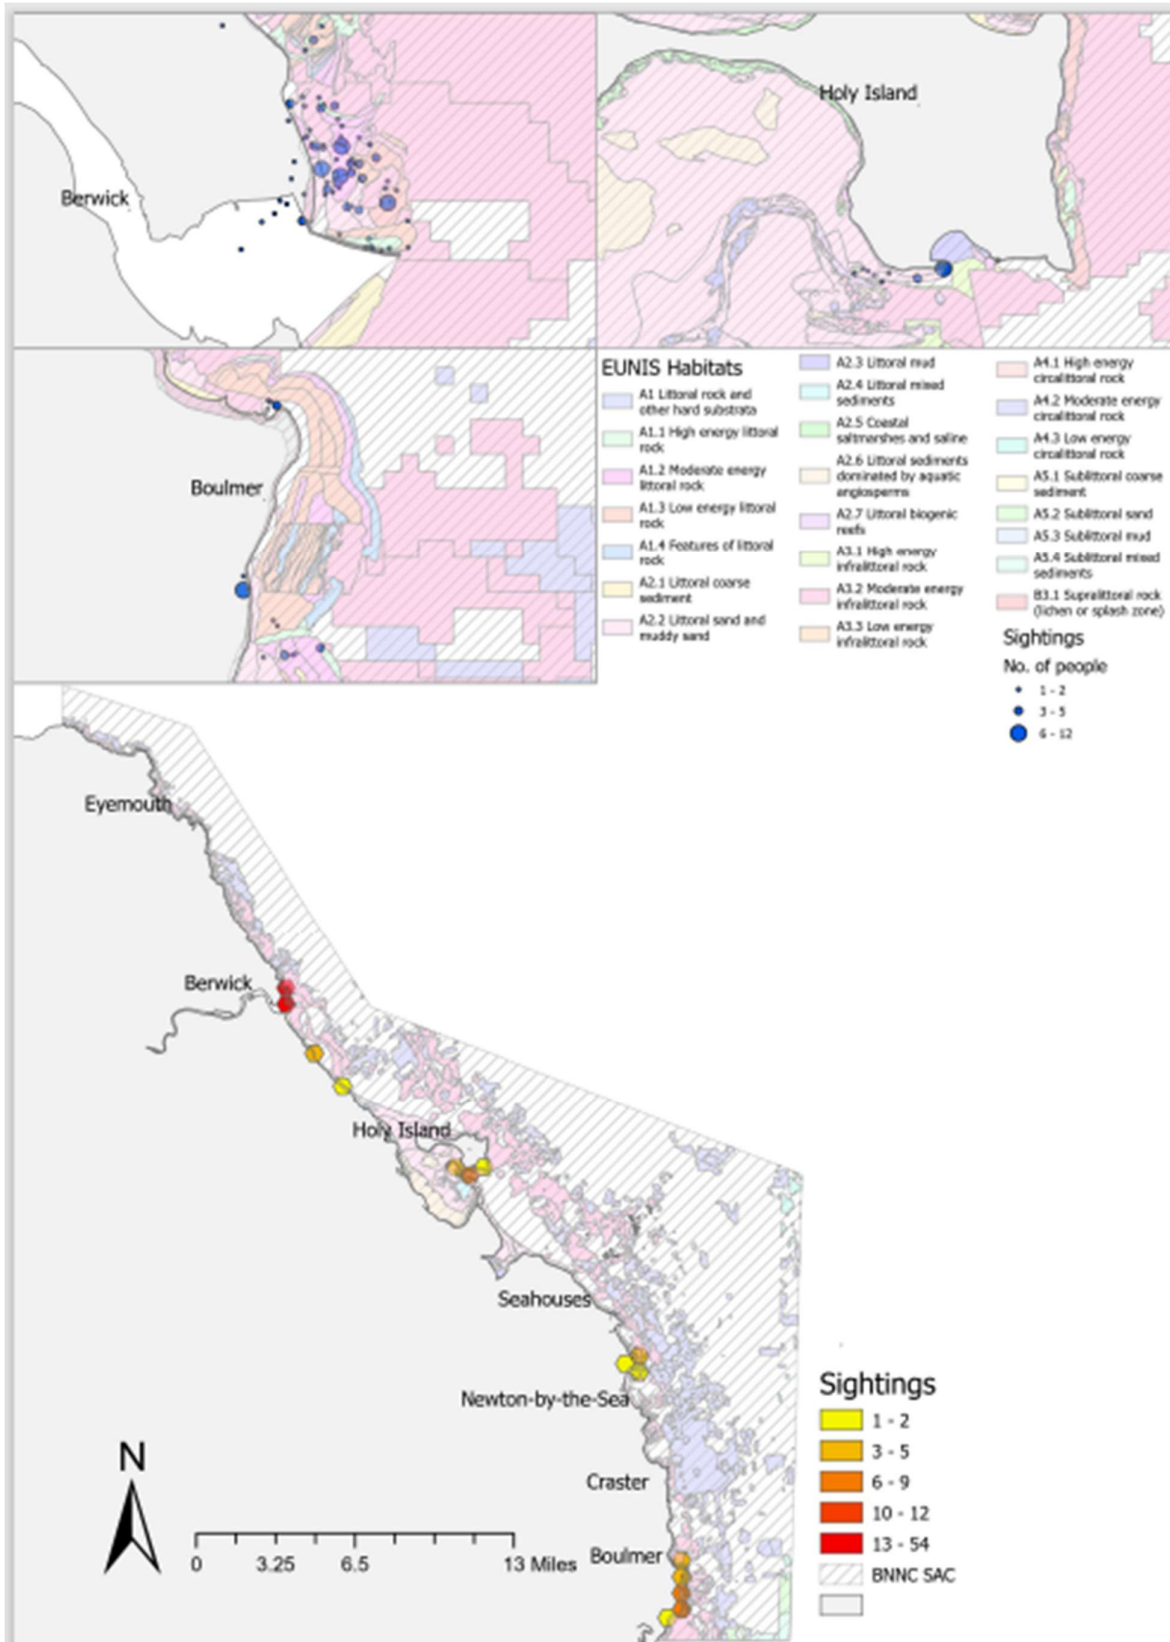 Berwick
Holy Island
Boulmer
EUNIS Habitats
A1 Littoral rock and
other hard substrata
A1.1 High energy littoral
rock
A1.2 Moderate energy
littoral rock
A1.3 Low energy littoral
rock
A1.4 Features of littoral
rock
A2.1 Littoral coarse
sediment
A2.2 Littoral sand and
muddy sand
A2.3 Littoral mud
A2.4 Littoral mixed
sediments
A2.5 Coastal
saltmarshes and saline
A2.6 Littoral sediments
dominated by aquatic
angiosperms
A2.7 Littoral biogenic
reefs
A3.1 High energy
infralittoral rock
A3.2 Moderate energy
infralittoral rock
A3.3 Low energy
infralittoral rock
A4.1 High energy
circalittoral rock
A4.2 Moderate energy
circalittoral rock
A4.3 Low energy
circalittoral rock
A5.1 Sublittoral coarse
sediment
A5.2 Sublittoral sand
A5.3 Sublittoral mud
A5.4 Sublittoral mixed
sediments
B3.1 Supralittoral rock
(lichen or splash zone)
Sightings
No. of people
1 - 2
3 - 5
6 - 12
Eyemouth
Berwick
Holy Island
Seahouses
Newton-by-the-Sea
Craster
Boulmer
N
0 3.25 6.5 13 Miles
Sightings
1 - 2
3 - 5
6 - 9
10 - 12
13 - 54
BNNC SAC